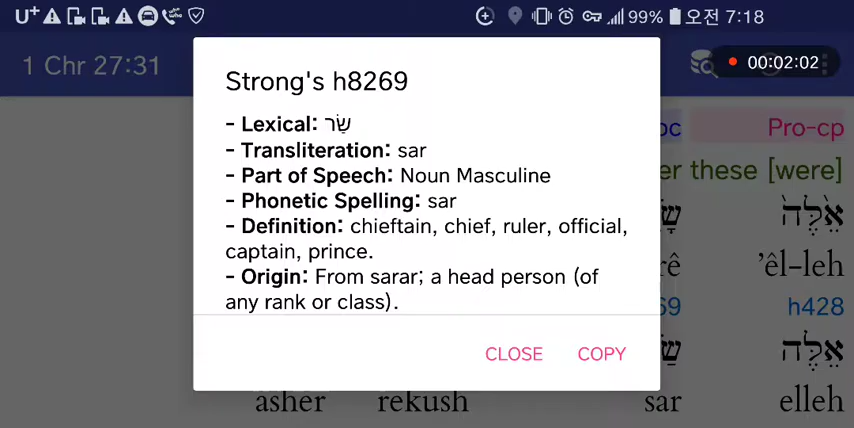 U+ 99% 오전 7:18
1 Chr 27:31
00:02:02
Strong's h8269
- Lexical: שַׂר
- Transliteration: sar
- Part of Speech: Noun Masculine
- Phonetic Spelling: sar
- Definition: chieftain, chief, ruler, official,
captain, prince.
- Origin: From sarar; a head person (of
any rank or class).
CLOSE COPY
Pro-cp
these [were]
אֵ֙לֶּה֙
rê ’êl-leh
69 h428
אֵלֶּה
asher rekush sar elleh